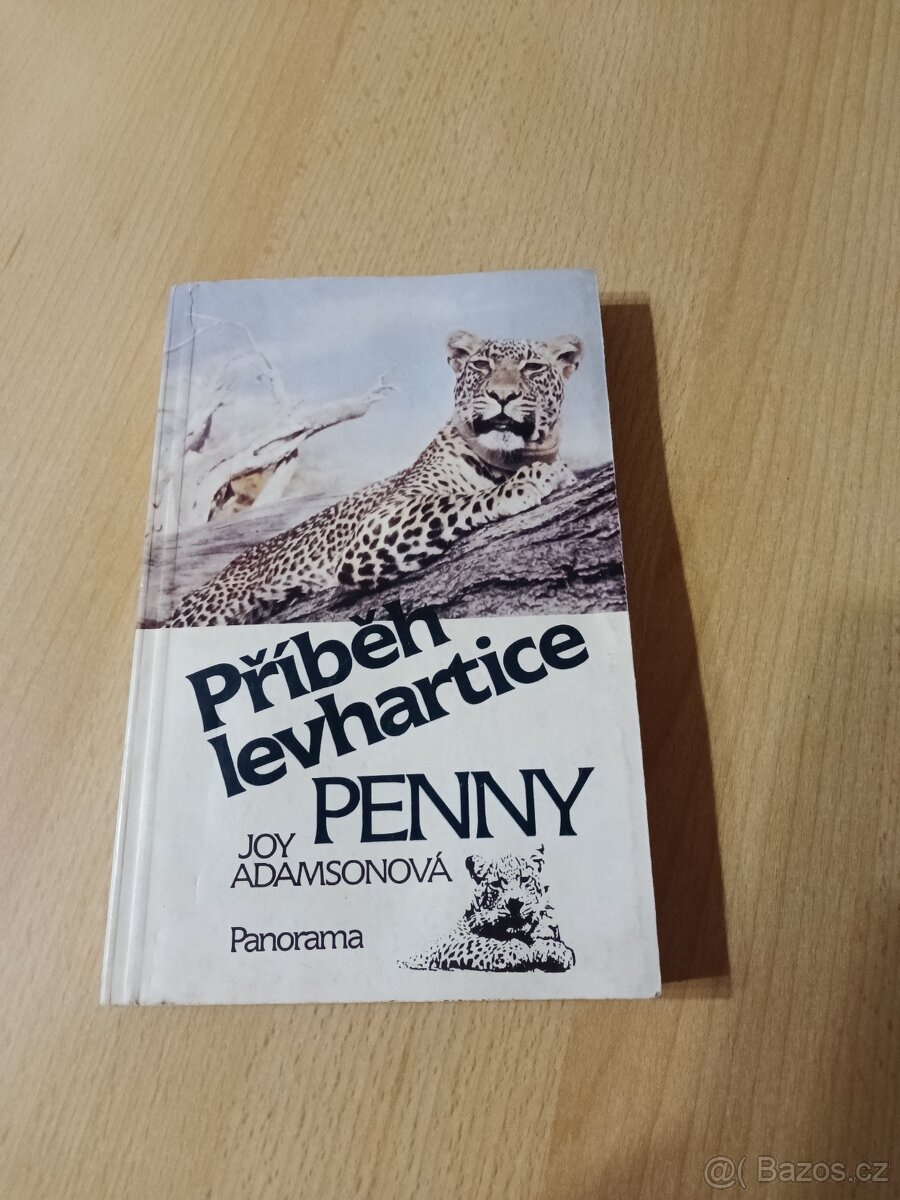 Příběh
levhartice
PENNY
JOY
ADAMSONOVÁ
Panorama
@( Bazos.cz